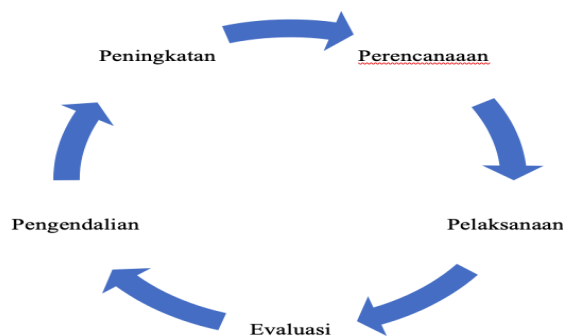 Peningkatan
Perencanaaan
Pengendalian
Pelaksanaan
Evaluasi